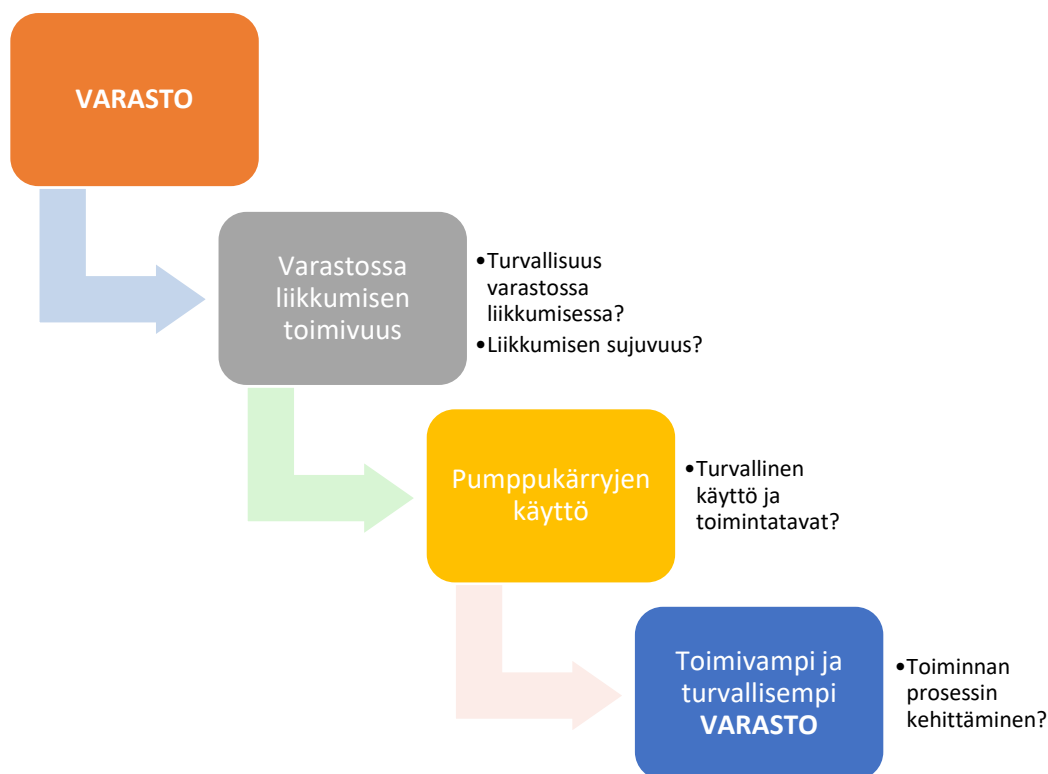 VARASTO
Varastossa
liikkumisen
toimivuus
•Turvallisuus
varastossa
liikkumisessa?
•Liikkumisen sujuvuus?
Pumppukärryjen
käyttö
•Turvallinen
käyttö ja
toimintatavat?
Toimivampi ja
turvallisempi
VARASTO
•Toiminnan
prosessin
kehittäminen?